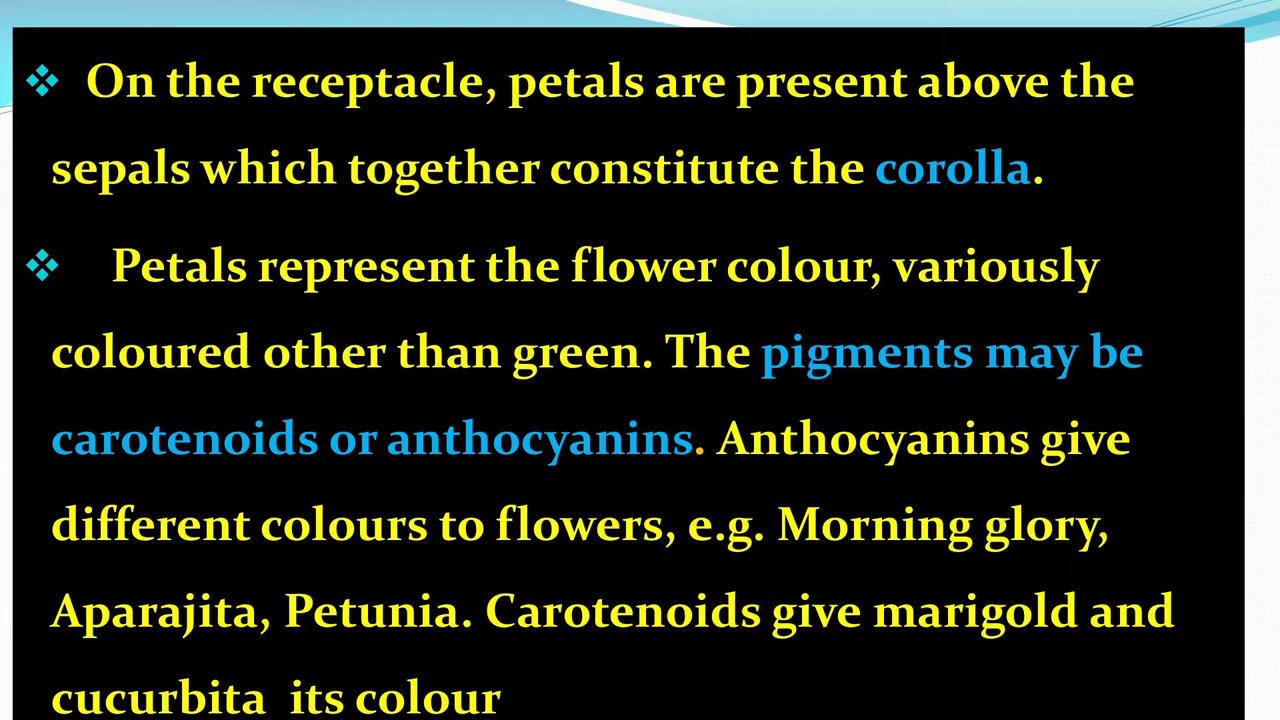 ❖ On the receptacle, petals are present above the
sepals which together constitute the corolla.
❖ Petals represent the flower colour, variously
coloured other than green. The pigments may be
carotenoids or anthocyanins. Anthocyanins give
different colours to flowers, e.g. Morning glory,
Aparajita, Petunia. Carotenoids give marigold and
cucurbita its colour